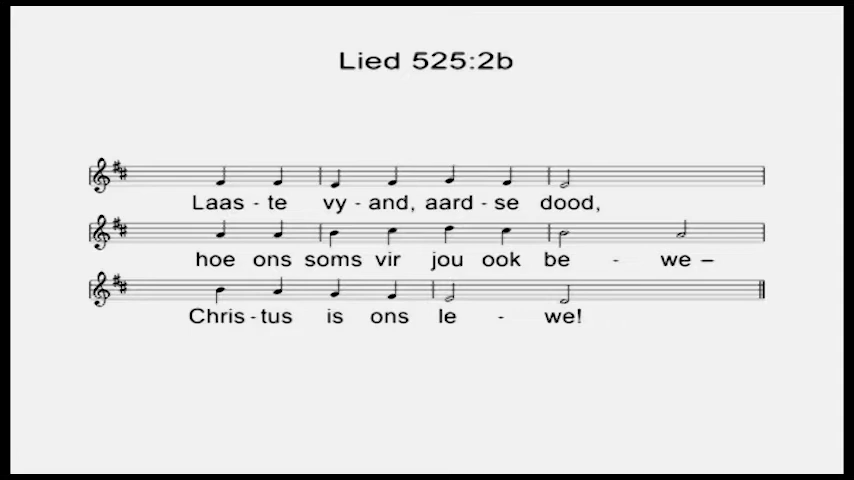 Lied 525:2b
Laas - te vy - and, aard - se dood,
hoe ons soms vir jou ook be - we –
Chris - tus is ons le - we!